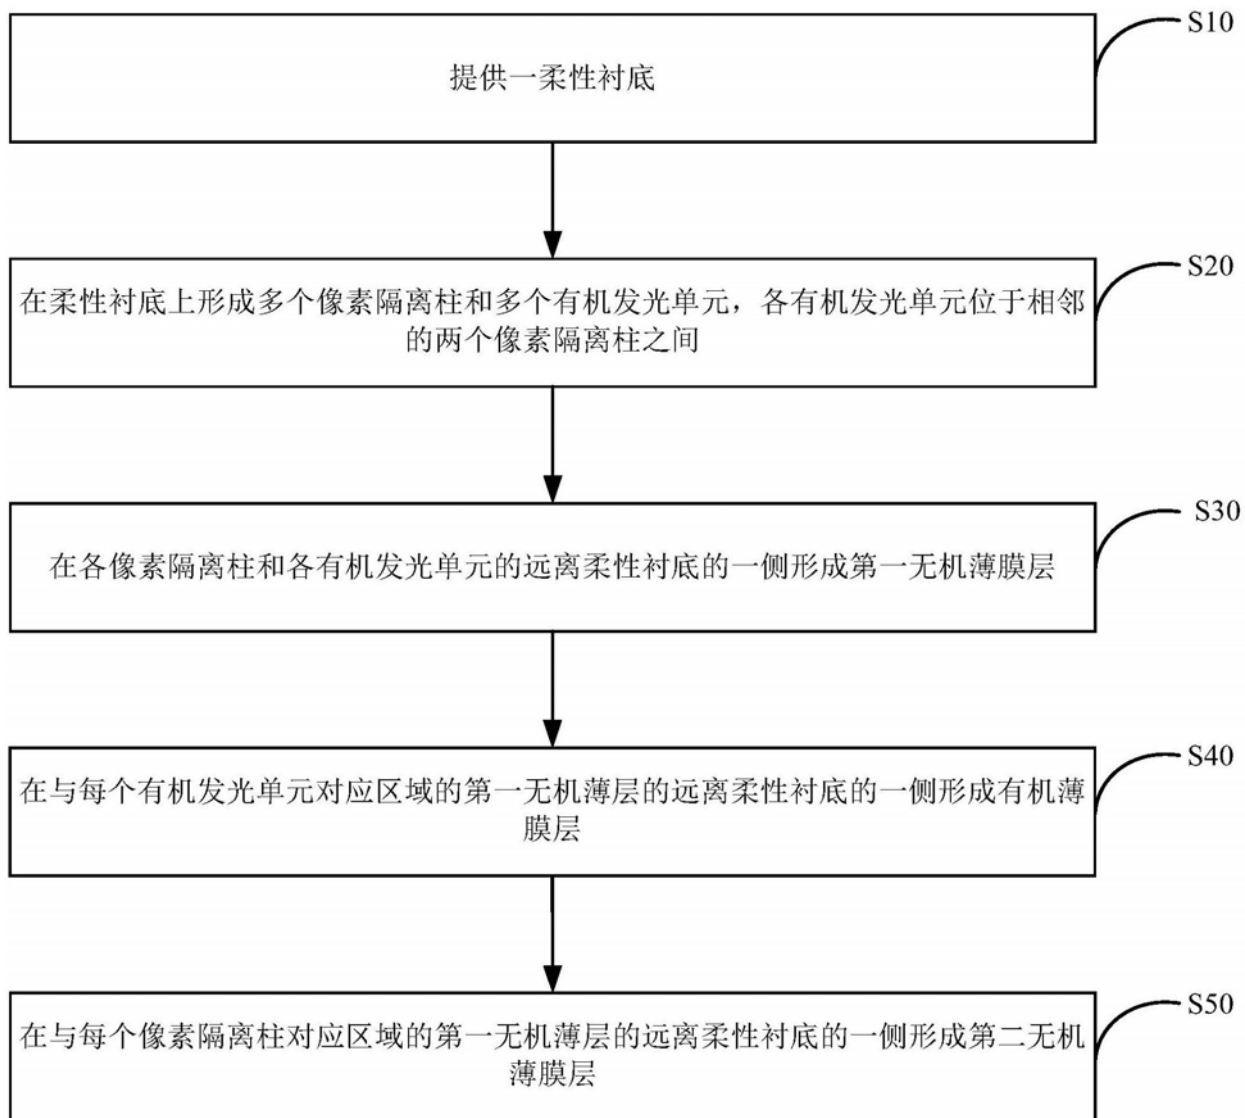 S10
提供一柔性衬底
S20
在柔性衬底上形成多个像素隔离柱和多个有机发光单元，各有机发光单元位于相邻
的两个像素隔离柱之间
S30
在各像素隔离柱和各有机发光单元的远离柔性衬底的一侧形成第一无机薄膜层
S40
在与每个有机发光单元对应区域的第一无机薄层的远离柔性衬底的一侧形成有机薄
膜层
S50
在与每个像素隔离柱对应区域的第一无机薄层的远离柔性衬底的一侧形成第二无机
薄膜层